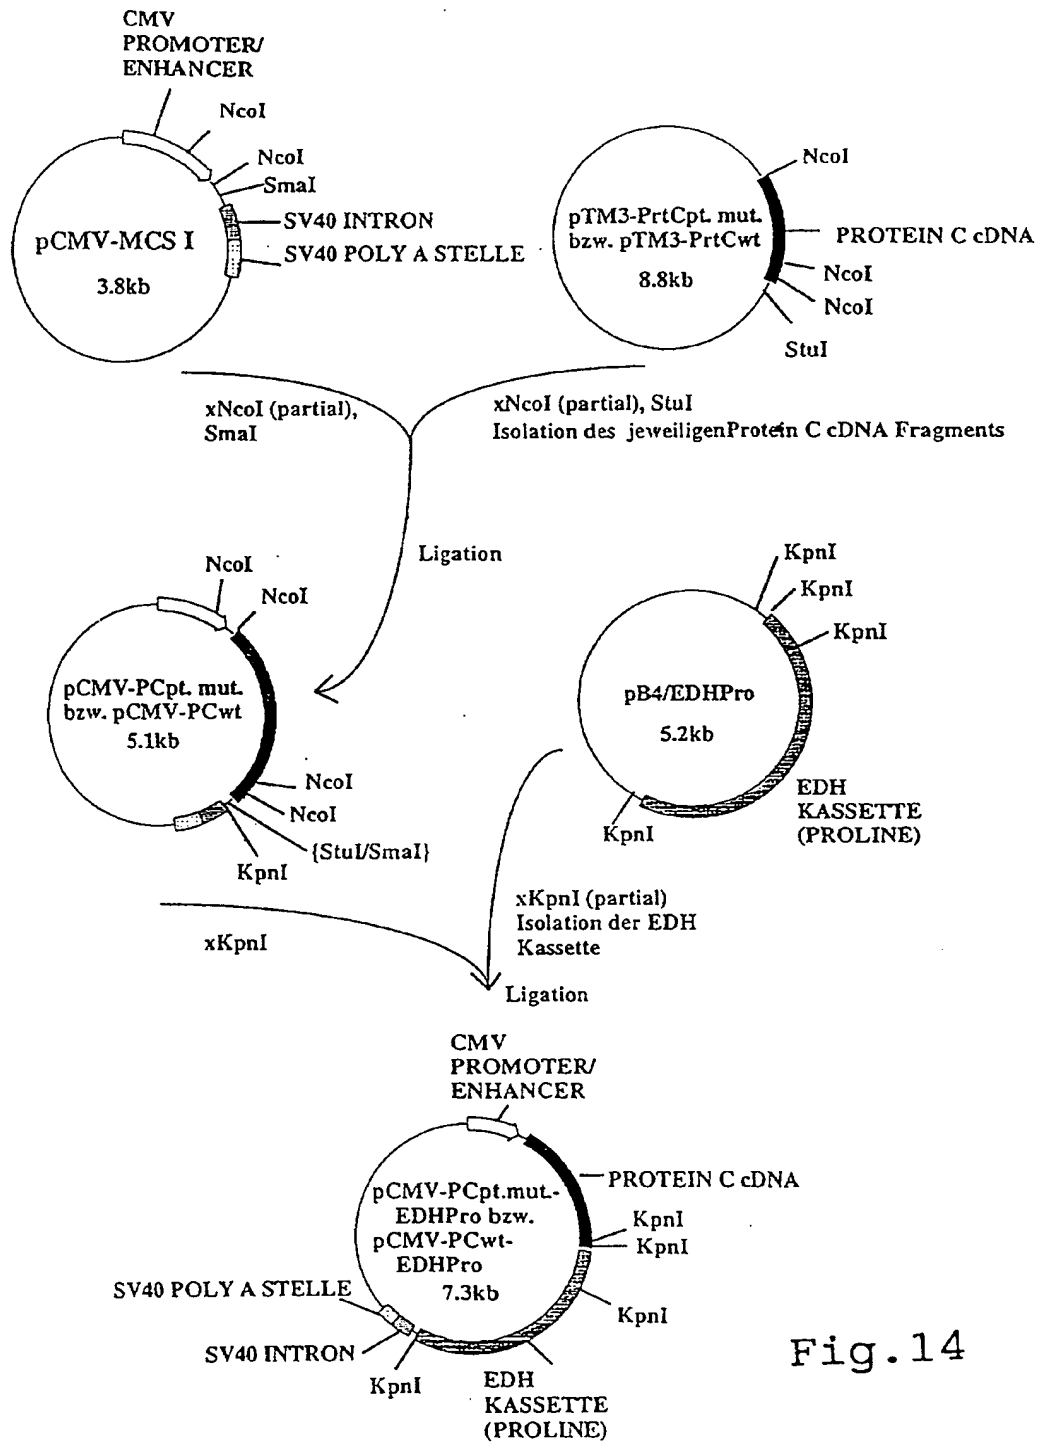 CMV
PROMOTER/
ENHANCER
NcoI
NcoI
SmaI
SV40 INTRON
SV40 POLY A STELLE
pCMV-MCS I
3.8kb
NcoI
pTM3-PrtCpt. mut.
bzw. pTM3-PrtCwt
8.8kb
PROTEIN C cDNA
NcoI
NcoI
StuI
xNcoI (partial),
SmaI
xNcoI (partial), StuI
Isolation des jeweiligenProtein C cDNA Fragments
Ligation
NcoI
NcoI
pCMV-PCpt. mut.
bzw. pCMV-PCwt
5.1kb
NcoI
NcoI
{StuI/SmaI}
KpnI
KpnI
KpnI
KpnI
pB4/EDHPro
5.2kb
EDH
KASSETTE
(PROLINE)
KpnI
xKpnI
xKpnI (partial)
Isolation der EDH
Kassette
Ligation
CMV
PROMOTER/
ENHANCER
PROTEIN C cDNA
pCMV-PCpt.mut.-
EDHPro bzw.
pCMV-PCwt-
EDHPro
7.3kb
KpnI
KpnI
KpnI
SV40 POLY A STELLE
SV40 INTRON
KpnI
EDH
KASSETTE
(PROLINE)
Fig.14